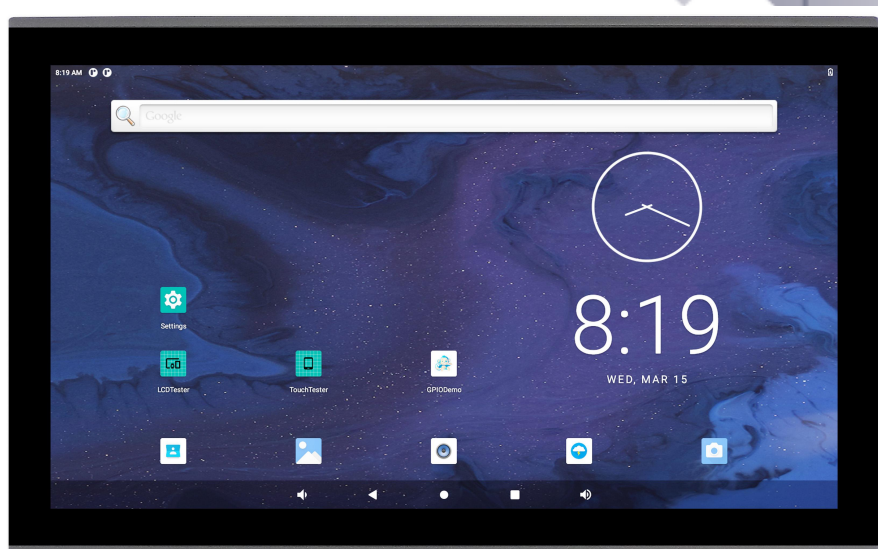 8:19 AM
Google
8:19
WED, MAR 15
Settings
LCDTester
TouchTester
GPIODemo